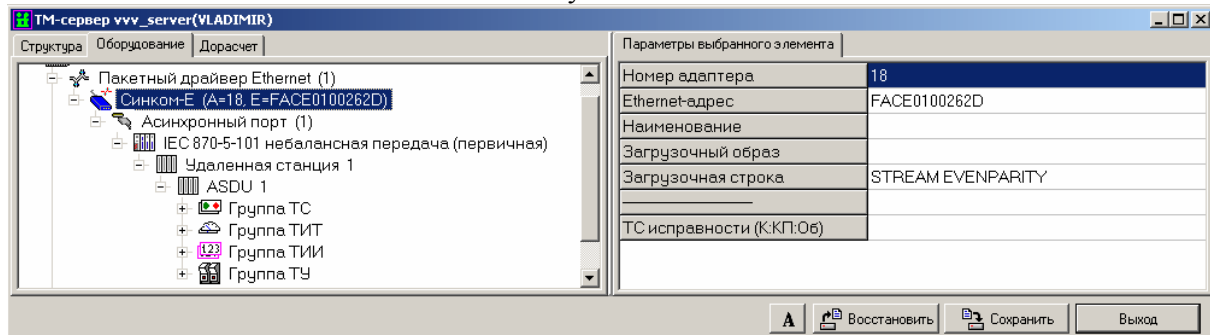 ТМ-сервер vvv_server(VLADIMIR)
Структура Оборудование Дорасчет
Параметры выбранного элемента
Пакетный драйвер Ethernet (1)
Синком-E (A=18, E=FACE0100262D)
Асинхронный порт (1)
IEC 870-5-101 небалансная передача (первичная)
Удаленная станция 1
ASDU 1
Группа ТС
Группа ТИТ
Группа ТИИ
Группа ТУ
Номер адаптера 18
Ethernet-адрес FACE0100262D
Наименование
Загрузочный образ
Загрузочная строка STREAM EVENPARITY
ТС исправности (К:КП:Об)
A Восстановить Сохранить Выход